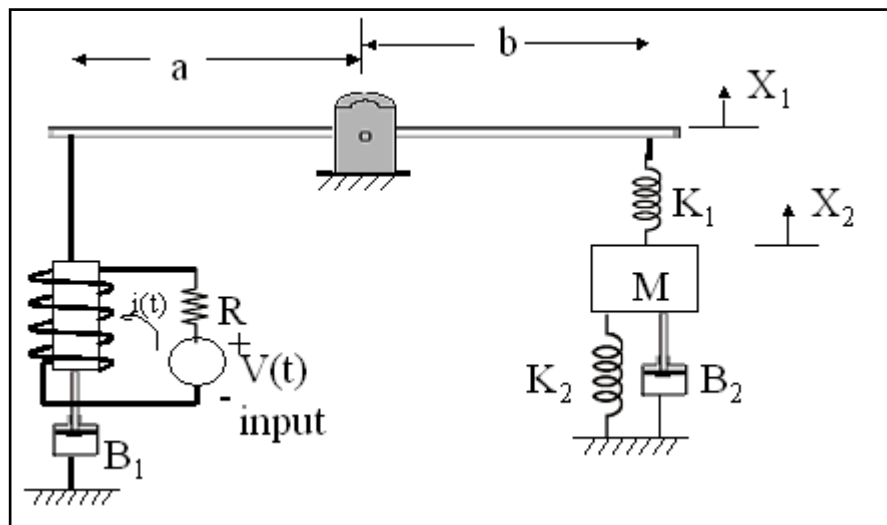 a
b
X₁
K₁
X₂
M
i(t)
R
+
V(t)
-
input
K₂
B₂
B₁